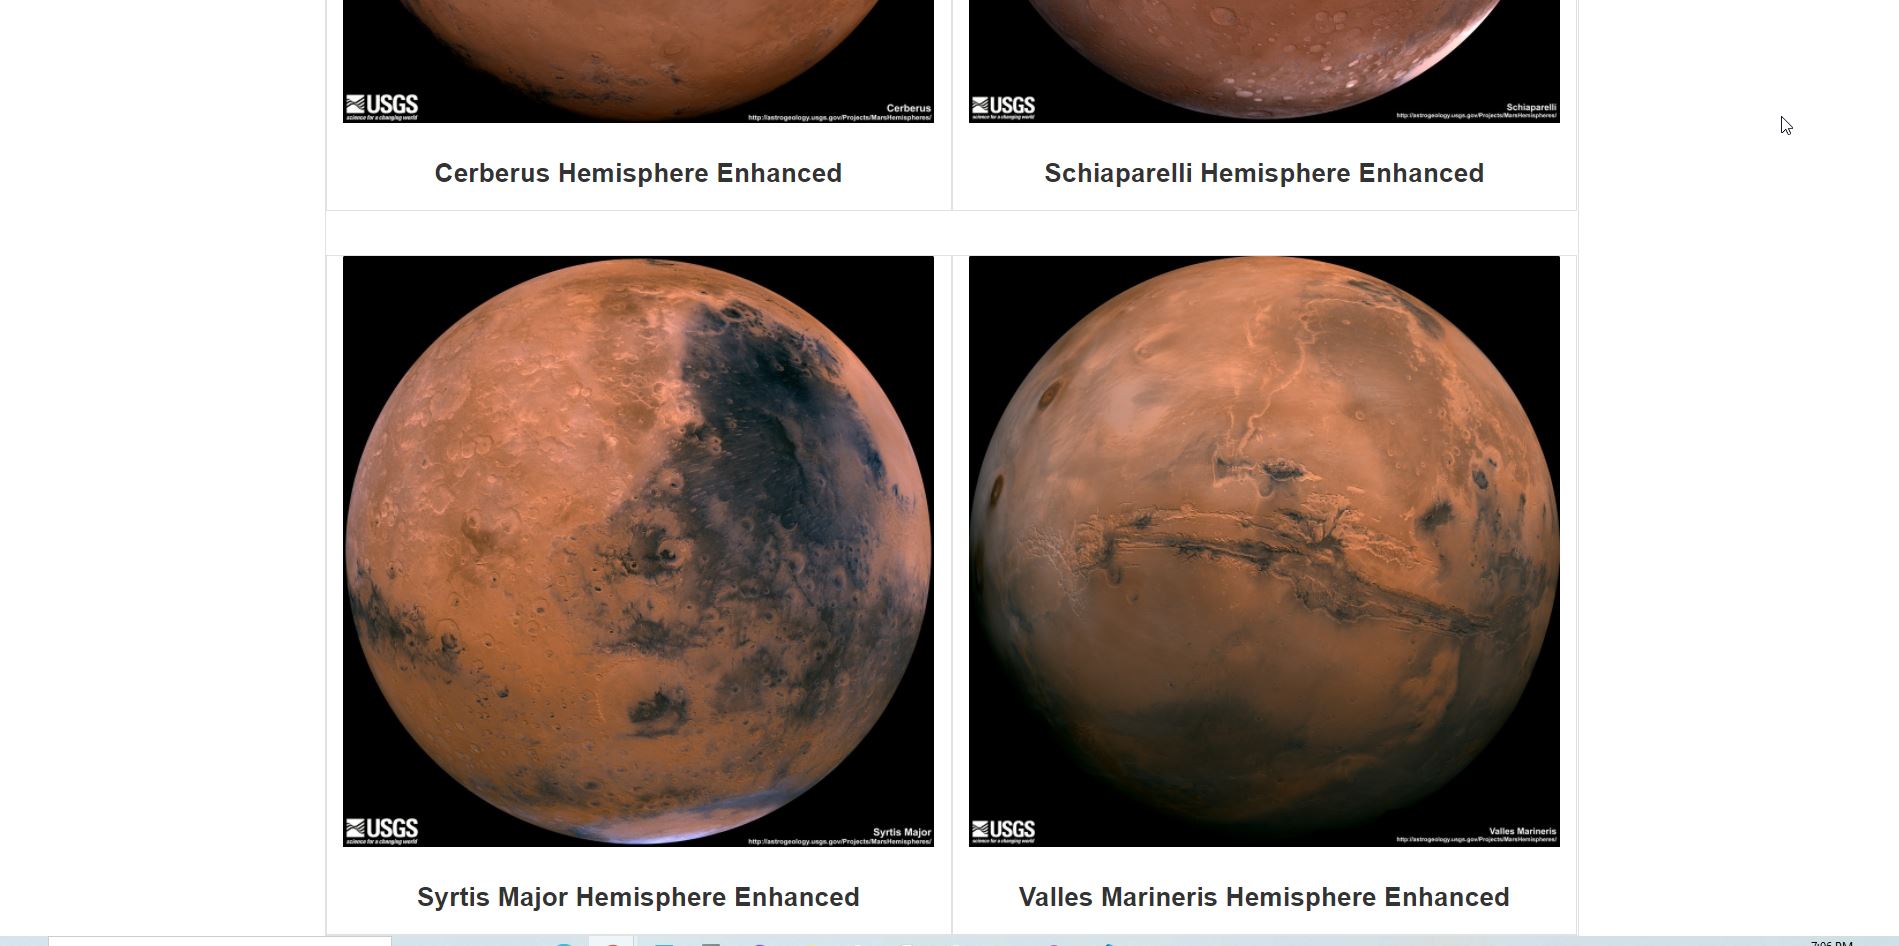 USGS
science for a changing world
Cerberus
http://astrogeology.usgs.gov/Projects/MarsHemispheres/
USGS
science for a changing world
Schiaparelli
http://astrogeology.usgs.gov/Projects/MarsHemispheres/
Cerberus Hemisphere Enhanced
Schiaparelli Hemisphere Enhanced
USGS
science for a changing world
Syrtis Major
http://astrogeology.usgs.gov/Projects/MarsHemispheres/
USGS
science for a changing world
Valles Marineris
http://astrogeology.usgs.gov/Projects/MarsHemispheres/
Syrtis Major Hemisphere Enhanced
Valles Marineris Hemisphere Enhanced
7:06 PM